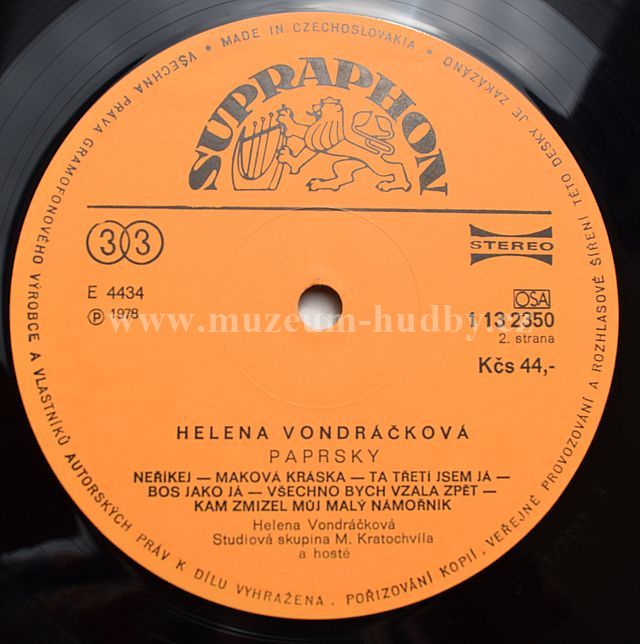 VŠECHNA PRÁVA GRAMOFONOVÉHO VÝROBCE A VLASTNÍKŮ AUTORSKÝCH PRÁV K DÍLU VYHRAŽENA. POŘIZOVÁNÍ KOPIÍ, VEŘEJNÉ PROVOZOVÁNÍ A ROZHLASOVÉ ŠÍŘENÍ TÉTO DESKY JE ZAKÁZÁNO • MADE IN CZECHOSLOVAKIA •
SUPRAPHON
33
STEREO
E 4434
OSA
℗ 1978
1 13 2350
www.muzeum-hudby.cz
2. strana
Kčs 44,-
HELENA VONDRÁČKOVÁ
PAPRSKY
NEŘÍKEJ — MAKOVÁ KRÁSKA — TA TŘETÍ JSEM JÁ —
BOS JAKO JÁ — VŠECHNO BYCH VZALA ZPĚT —
KAM ZMIZEL MŮJ MALÝ NÁMOŘNÍK
Helena Vondráčková
Studiová skupina M. Kratochvíla
a hosté